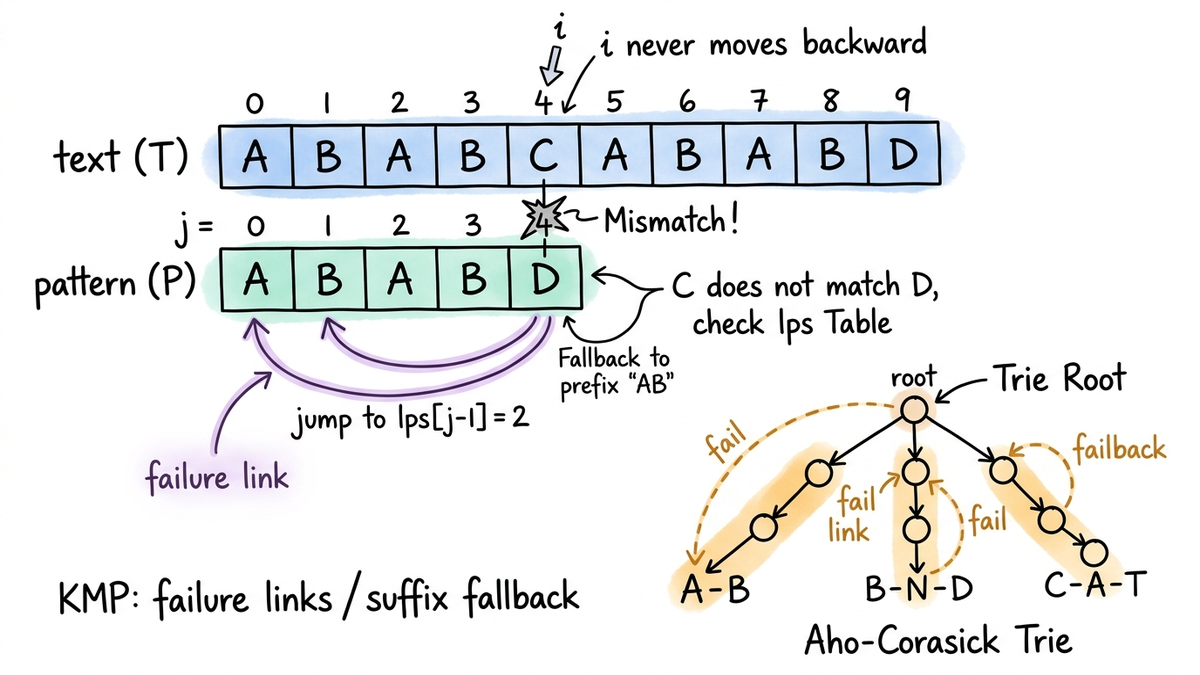 i
i never moves backward
0 1 2 3 4 5 6 7 8 9
text (T) A B A B C A B A B D
j = 0 1 2 3 4
Mismatch!
pattern (P) A B A B D
C does not match D,
check lps Table
Fallback to
prefix “AB”
jump to lps[j-1] = 2
failure link
KMP: failure links / suffix fallback
root
Trie Root
fail
failback
fail
link
fail
A-B
B-N-D
C-A-T
Aho-Corasick Trie